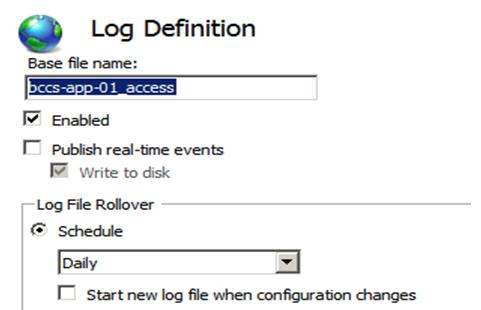 Log Definition
Base file name:
bccs-app-01_access
Enabled
Publish real-time events
Write to disk
Log File Rollover
Schedule
Daily
Start new log file when configuration changes